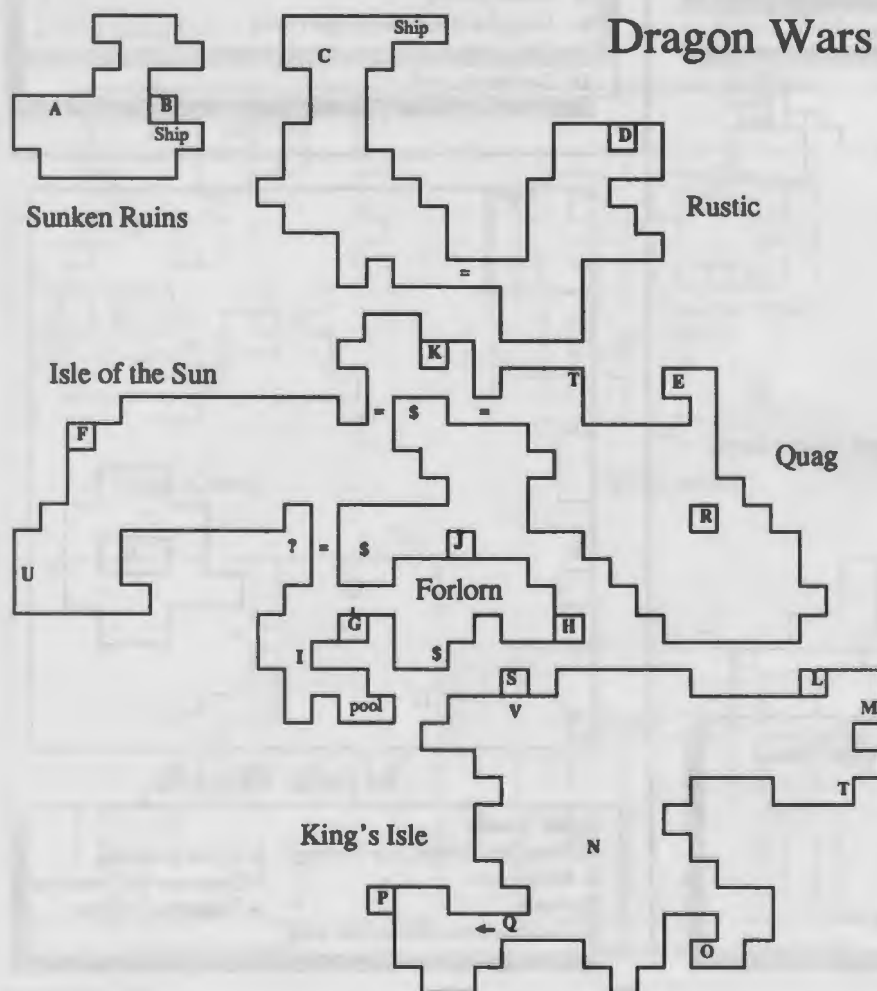 Dragon Wars
Ship
C
A
B
Ship
D
Sunken Ruins
Rustic
=
K
Isle of the Sun
T
E
=
$
=
F
Quag
R
?
=
$
J
U
Forlorn
G
H
I
$
S
L
pool
V
M
T
King's Isle
N
P
← Q
O